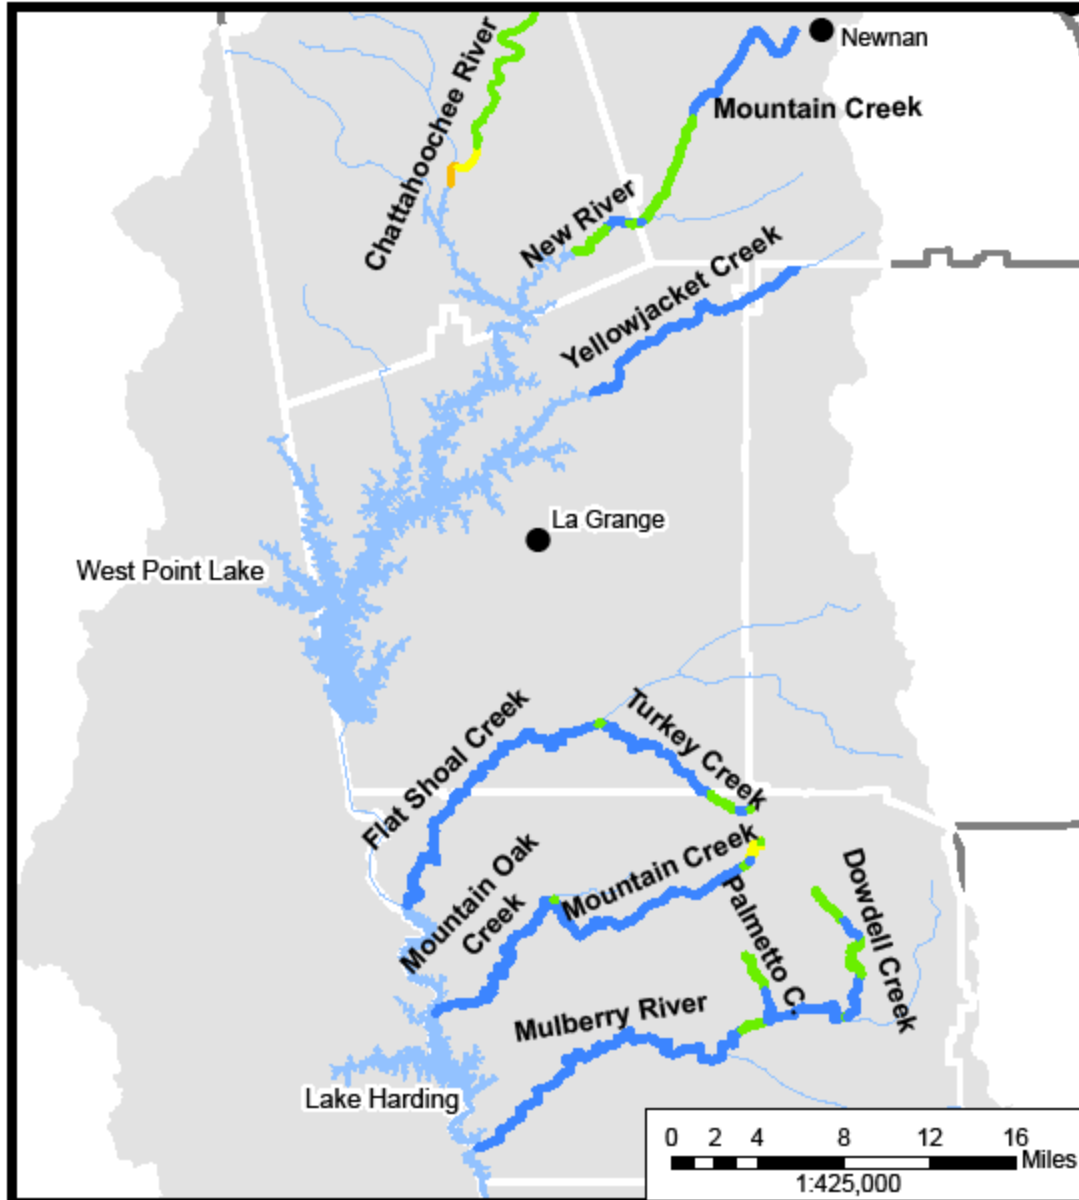 Newnan
Chattahoochee River
Mountain Creek
New River
Yellowjacket Creek
La Grange
West Point Lake
Flat Shoal Creek
Turkey Creek
Mountain Oak
Creek
Mountain Creek
Palmetto C.
Dowdell Creek
Mulberry River
Lake Harding
0 2 4 8 12 16
Miles
1:425,000